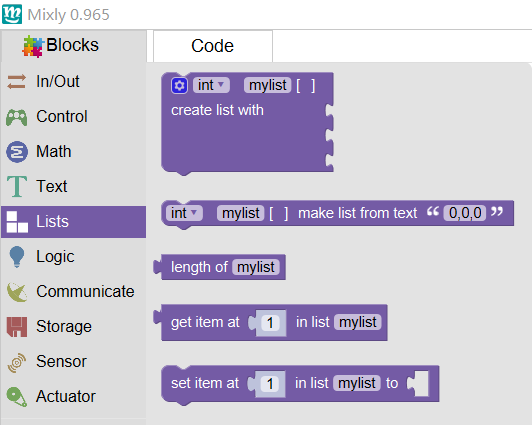 Mixly 0.965
Blocks
Code
In/Out
Control
Math
Text
Lists
Logic
Communicate
Storage
Sensor
Actuator
int mylist [ ]
create list with
int mylist [ ] make list from text “ 0,0,0 ”
length of mylist
get item at 1 in list mylist
set item at 1 in list mylist to